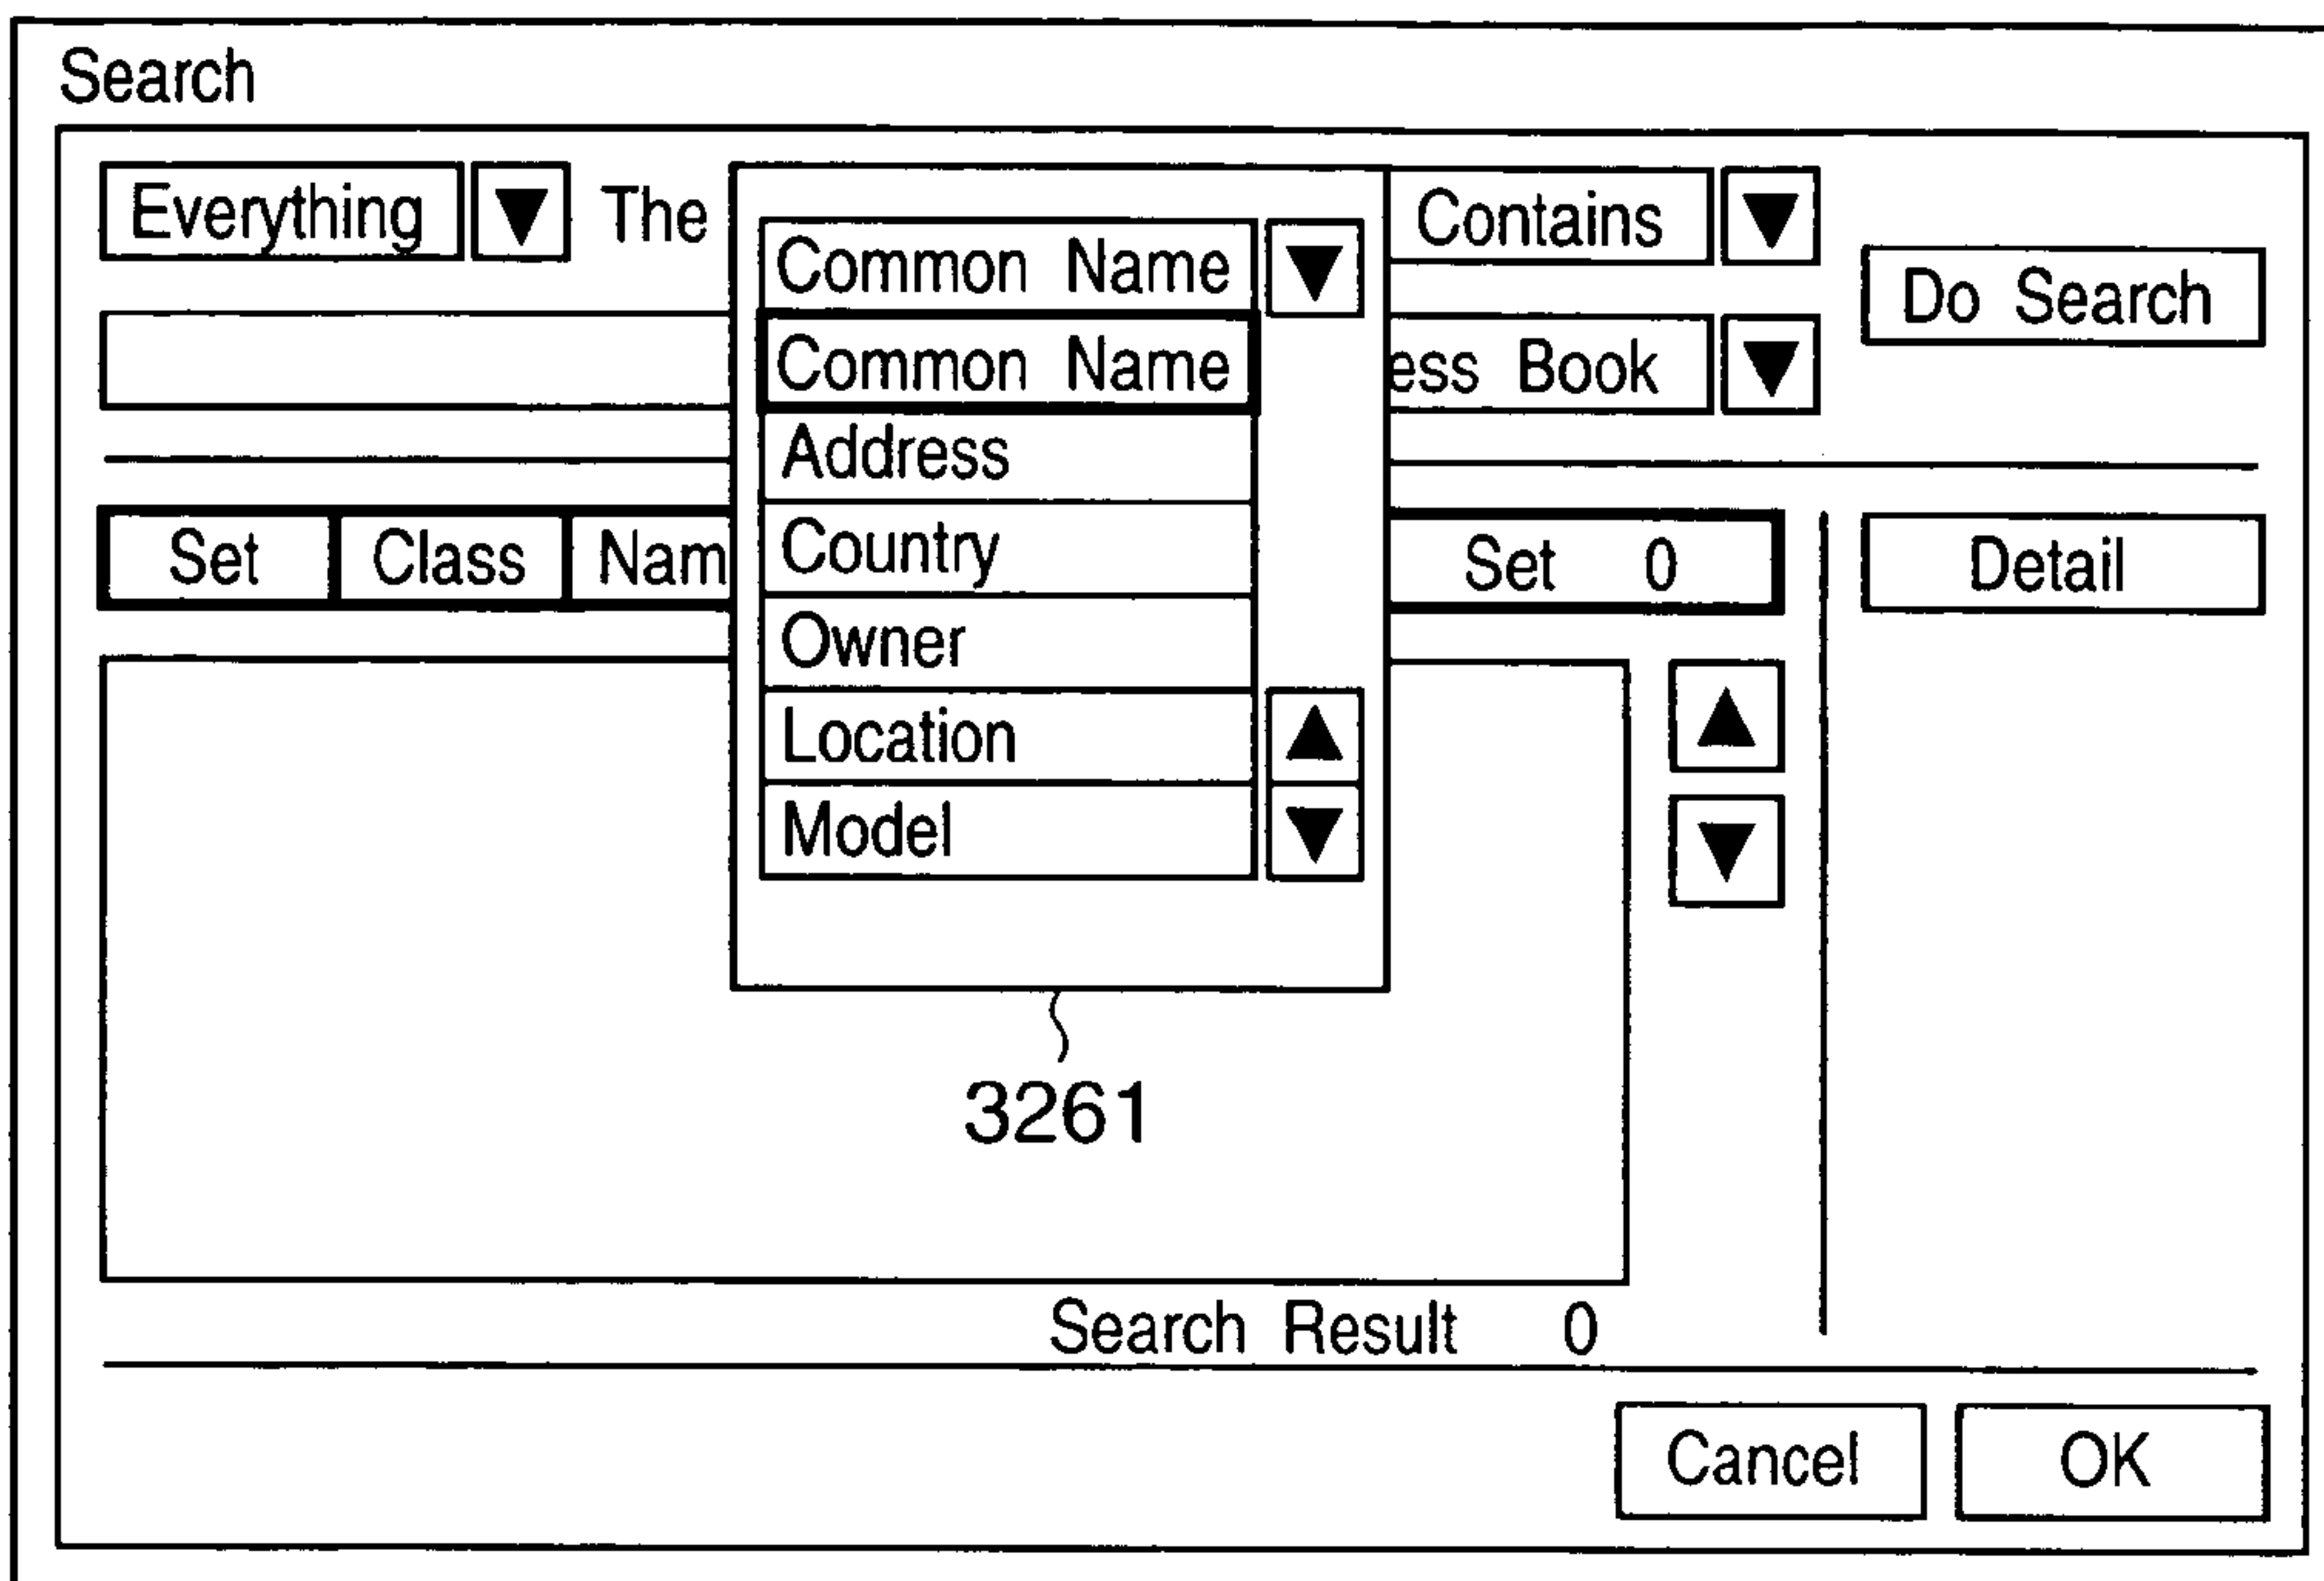 Search
Everything The Contains
Common Name
Do Search
Common Name ess Book
Address
Set Class Nam Country Set 0 Detail
Owner
Location
Model
3261
Search Result 0
Cancel OK